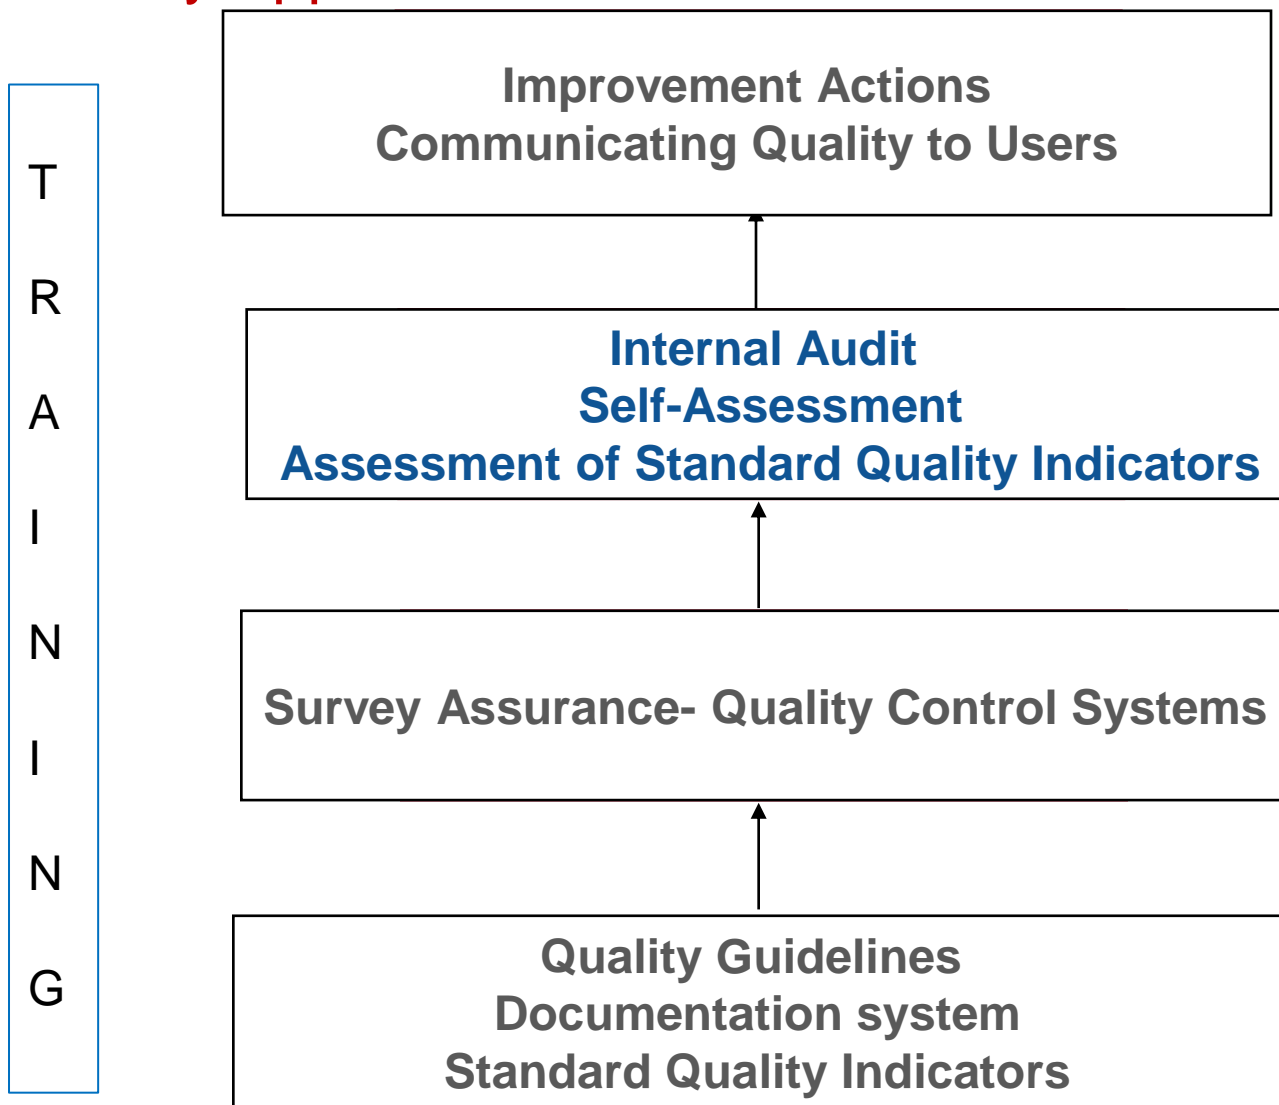 Improvement Actions
Communicating Quality to Users
T
R
A
I
N
I
N
G
Internal Audit
Self-Assessment
Assessment of Standard Quality Indicators
Survey Assurance- Quality Control Systems
Quality Guidelines
Documentation system
Standard Quality Indicators